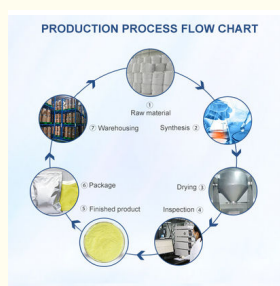 PRODUCTION PROCESS FLOW CHART
①
Raw material
Synthesis ②
Drying ③
Inspection ④
⑤ Finished product
⑥ Package
⑦ Warehousing